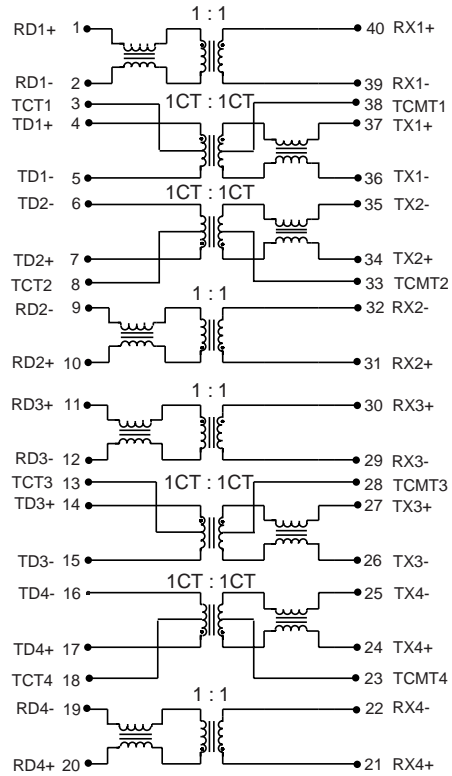 1 : 1
RD1+ 1 40 RX1+
RD1- 2 39 RX1-
TCT1 3 1CT : 1CT 38 TCMT1
TD1+ 4 37 TX1+
TD1- 5 36 TX1-
1CT : 1CT
TD2- 6 35 TX2-
TD2+ 7 34 TX2+
TCT2 8 33 TCMT2
1 : 1
RD2- 9 32 RX2-
RD2+ 10 31 RX2+
1 : 1
RD3+ 11 30 RX3+
RD3- 12 29 RX3-
TCT3 13 1CT : 1CT 28 TCMT3
TD3+ 14 27 TX3+
TD3- 15 26 TX3-
1CT : 1CT
TD4- 16 25 TX4-
TD4+ 17 24 TX4+
TCT4 18 23 TCMT4
1 : 1
RD4- 19 22 RX4-
RD4+ 20 21 RX4+